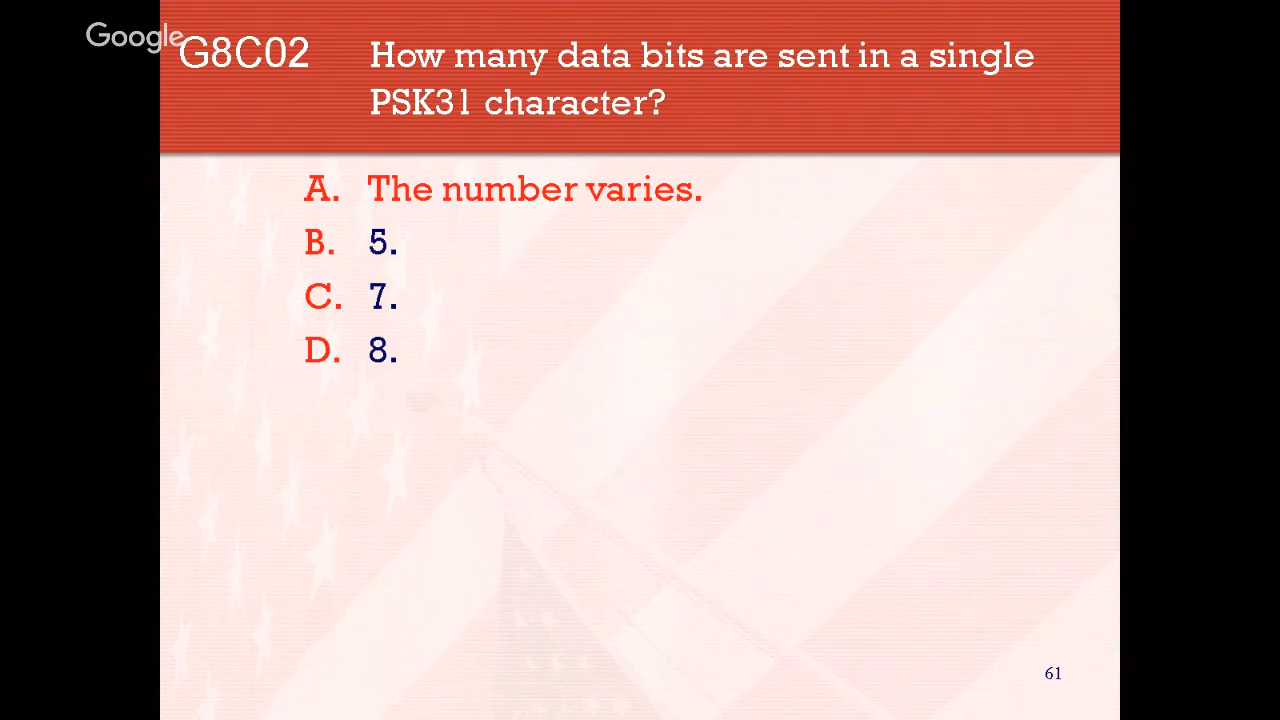 Google
G8C02 How many data bits are sent in a single
PSK31 character?
A. The number varies.
B. 5.
C. 7.
D. 8.
61